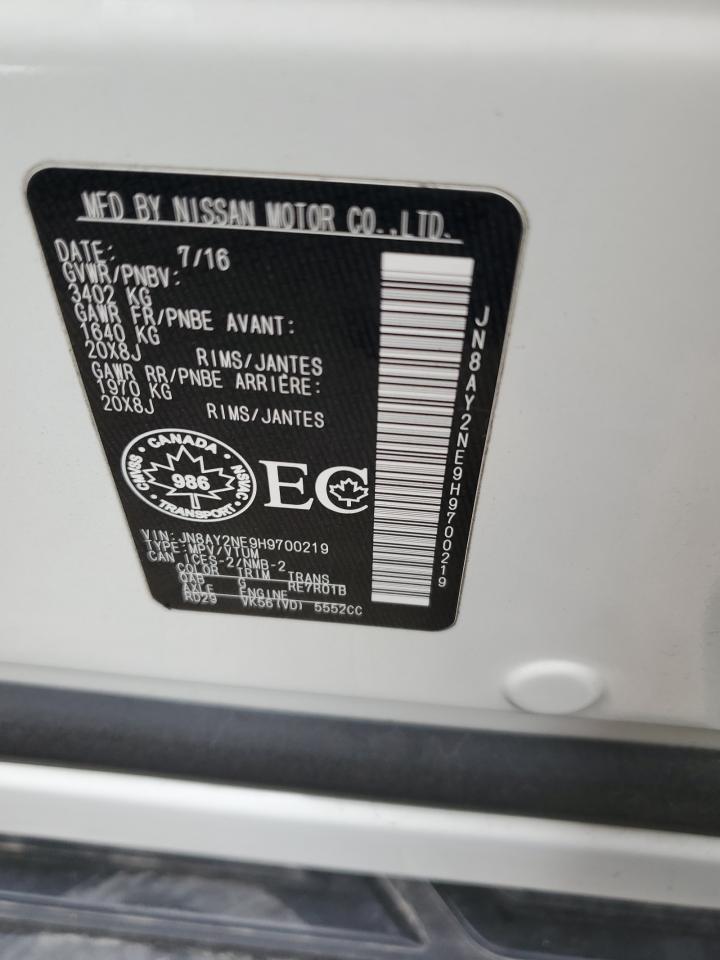 MFD BY NISSAN MOTOR CO.,LTD.
DATE: 7/16
GVWR/PNBV:
3402 KG
GAWR FR/PNBE AVANT:
1640 KG
20X8J RIMS/JANTES
GAWR RR/PNBE ARRIÈRE:
1970 KG
20X8J RIMS/JANTES
CANADA
CMVSS 986 NSVAC
TRANSPORT
EC
VIN: JN8AY2NE9H9700219
TYPE: MPV/VTUM
CAN ICES-2/NMB-2
COLOR TRIM TRANS
QAB G RE7R01B
AXLE ENGINE
RD29 VK56(VD) 5552CC
JN8AY2NE9H9700219